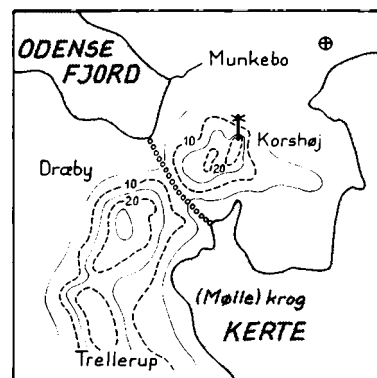 ODENSE
FJORD
Munkebo
10
Korshøj
20
Dræby
10
20
(Mølle) krog
KERTE
Trellerup